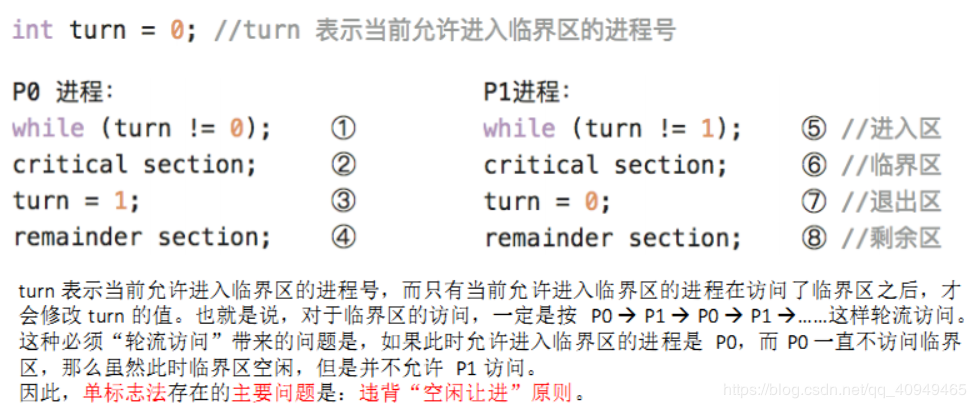 int turn = 0; //turn 表示当前允许进入临界区的进程号
P0 进程:
while (turn != 0); ①
critical section; ②
turn = 1; ③
remainder section; ④
P1进程:
while (turn != 1); ⑤ //进入区
critical section; ⑥ //临界区
turn = 0; ⑦ //退出区
remainder section; ⑧ //剩余区
turn 表示当前允许进入临界区的进程号，而只有当前允许进入临界区的进程在访问了临界区之后，才
会修改 turn 的值。也就是说，对于临界区的访问，一定是按 P0 → P1 → P0 → P1 →……这样轮流访问。
这种必须“轮流访问”带来的问题是，如果此时允许进入临界区的进程是 P0，而 P0 一直不访问临界
区，那么虽然此时临界区空闲，但是并不允许 P1 访问。
因此，单标志法存在的主要问题是：违背“空闲让进”原则。
https://blog.csdn.net/qq_40949465